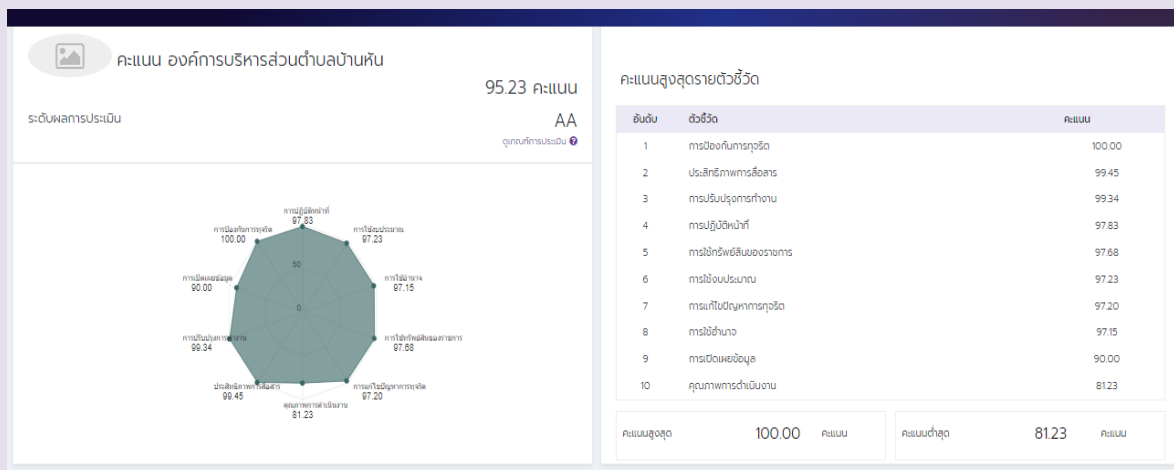 คะแนน องค์การบริหารส่วนตำบลบ้านหัน
95.23 คะแนน
ระดับผลการประเมิน
AA
ดูเกณฑ์การประเมิน
การปฏิบัติหน้าที่
97.83
การป้องกันการทุจริต
100.00
การใช้งบประมาณ
97.23
50
การเปิดเผยข้อมูล
90.00
การใช้อำนาจ
97.15
0
การปรับปรุงการทำงาน
99.34
การใช้ทรัพย์สินของราชการ
97.68
ประสิทธิภาพการสื่อสาร
99.45
การแก้ไขปัญหาการทุจริต
97.20
คุณภาพการดำเนินงาน
81.23
คะแนนสูงสุดรายตัวชี้วัด
อันดับ ตัวชี้วัด คะแนน
1 การป้องกันการทุจริต 100.00
2 ประสิทธิภาพการสื่อสาร 99.45
3 การปรับปรุงการทำงาน 99.34
4 การปฏิบัติหน้าที่ 97.83
5 การใช้ทรัพย์สินของราชการ 97.68
6 การใช้งบประมาณ 97.23
7 การแก้ไขปัญหาการทุจริต 97.20
8 การใช้อำนาจ 97.15
9 การเปิดเผยข้อมูล 90.00
10 คุณภาพการดำเนินงาน 81.23
คะแนนสูงสุด 100.00 คะแนน
คะแนนต่ำสุด 81.23 คะแนน